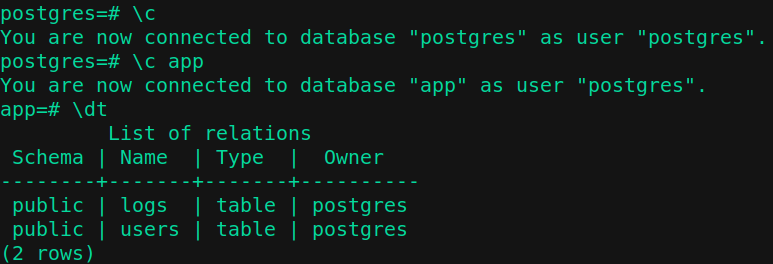 postgres=# \c
You are now connected to database "postgres" as user "postgres".
postgres=# \c app
You are now connected to database "app" as user "postgres".
app=# \dt
         List of relations
 Schema | Name  | Type  |  Owner
--------+-------+-------+----------
 public | logs  | table | postgres
 public | users | table | postgres
(2 rows)